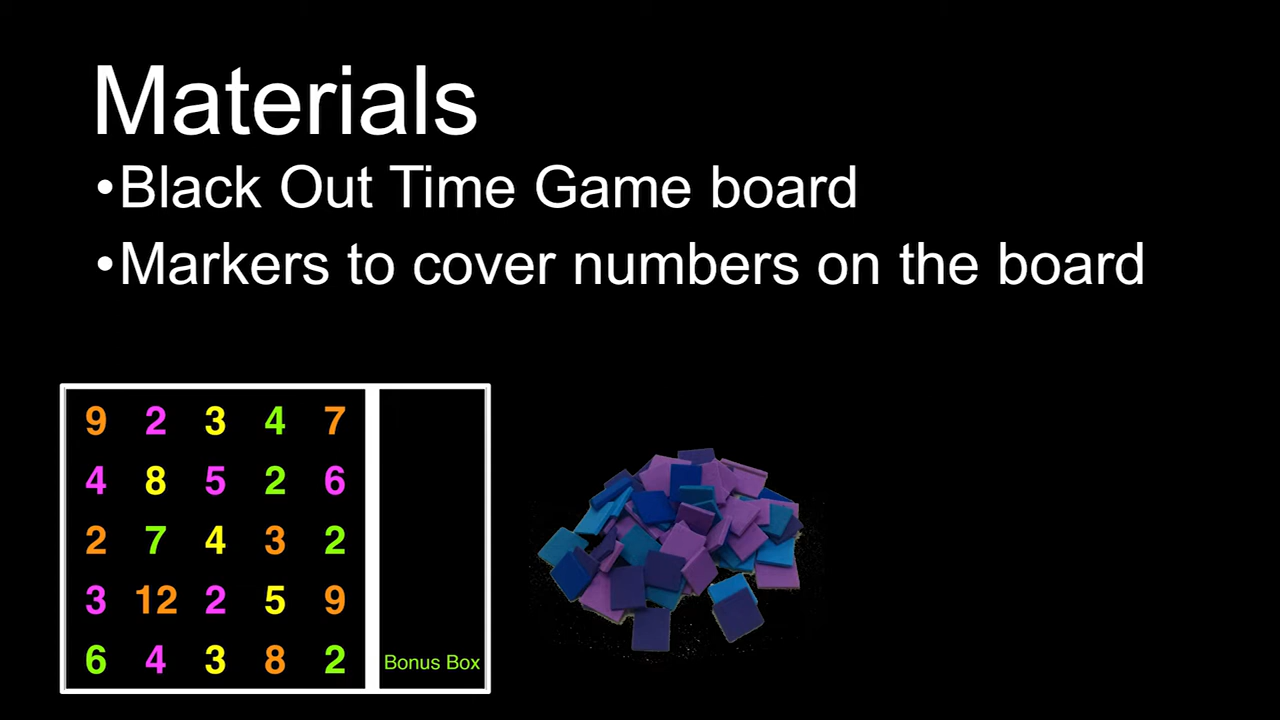 Materials
•Black Out Time Game board
•Markers to cover numbers on the board
9 2 3 4 7
4 8 5 2 6
2 7 4 3 2
3 12 2 5 9
6 4 3 8 2
Bonus Box